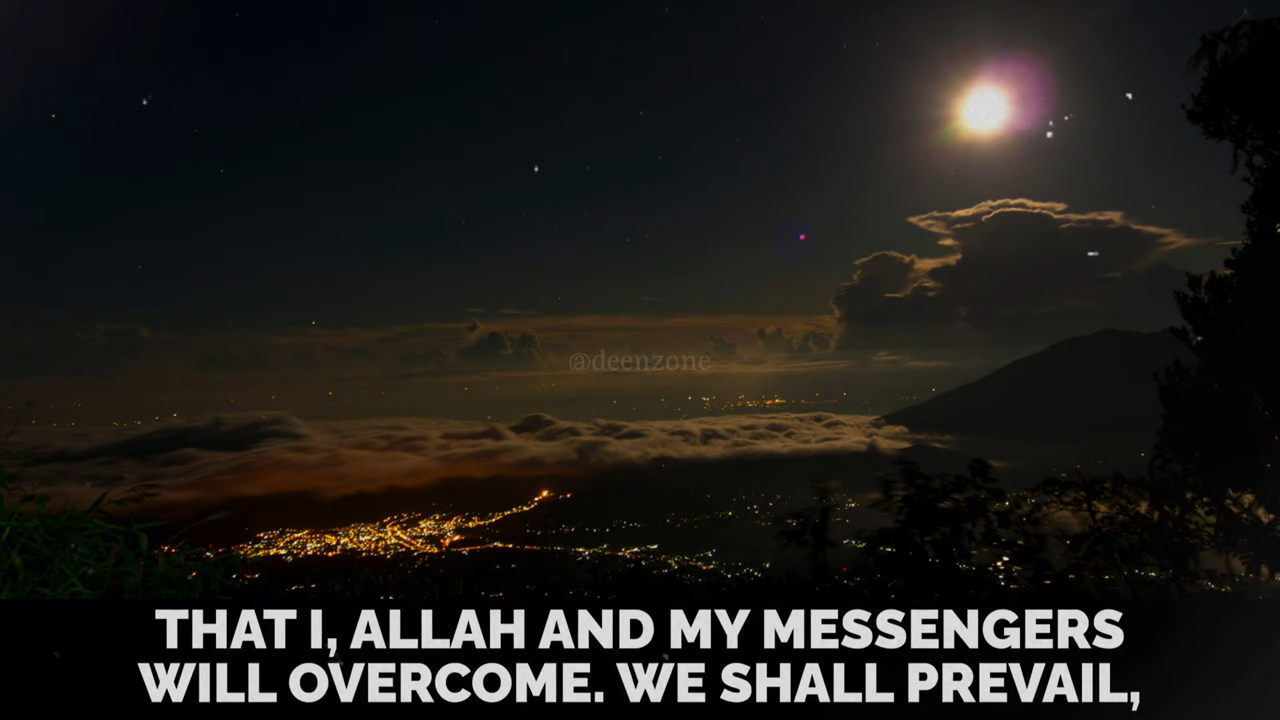 @deenzone
THAT I, ALLAH AND MY MESSENGERS
WILL OVERCOME. WE SHALL PREVAIL,